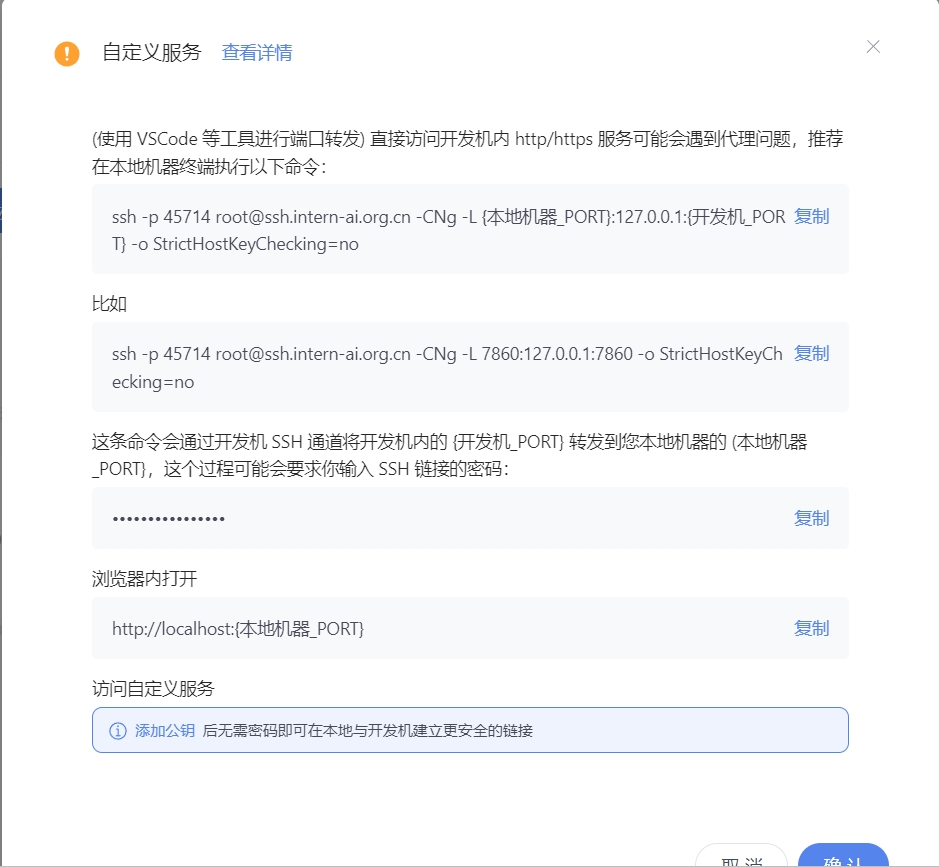 自定义服务 查看详情
(使用 VSCode 等工具进行端口转发) 直接访问开发机内 http/https 服务可能会遇到代理问题，推荐
在本地机器终端执行以下命令：
ssh -p 45714 root@ssh.intern-ai.org.cn -CNg -L {本地机器_PORT}:127.0.0.1:{开发机_POR 复制
T} -o StrictHostKeyChecking=no
比如
ssh -p 45714 root@ssh.intern-ai.org.cn -CNg -L 7860:127.0.0.1:7860 -o StrictHostKeyCh 复制
ecking=no
这条命令会通过开发机 SSH 通道将开发机内的 {开发机_PORT} 转发到您本地机器的 (本地机器
_PORT}，这个过程可能会要求你输入 SSH 链接的密码：
•••••••••••••••• 复制
浏览器内打开
http://localhost:{本地机器_PORT} 复制
访问自定义服务
添加公钥 后无需密码即可在本地与开发机建立更安全的链接
取 消 确 认